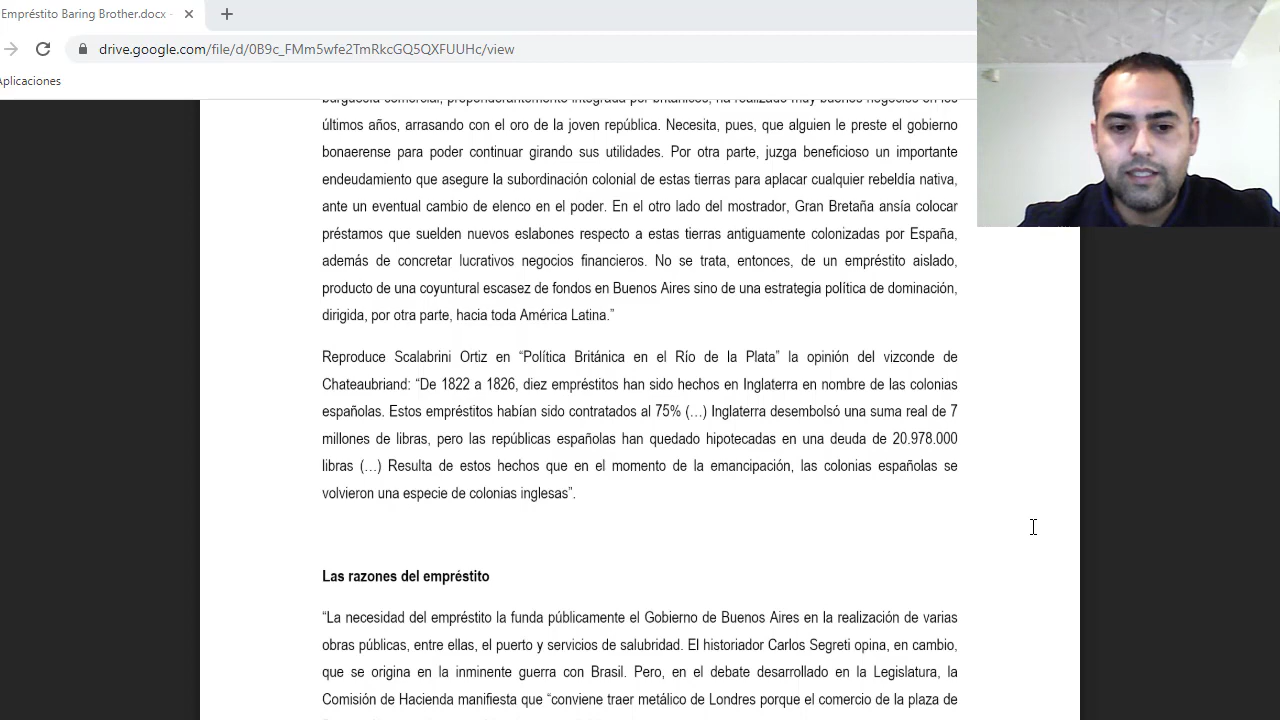 Empréstito Baring Brother.docx -
drive.google.com/file/d/0B9c_FMm5wfe2TmRkcGQ5QXFUUHc/view
Aplicaciones
burguesía comercial, preponderantemente integrada por británicos, ha realizado muy buenos negocios en los
últimos años, arrasando con el oro de la joven república. Necesita, pues, que alguien le preste el gobierno
bonaerense para poder continuar girando sus utilidades. Por otra parte, juzga beneficioso un importante
endeudamiento que asegure la subordinación colonial de estas tierras para aplacar cualquier rebeldía nativa,
ante un eventual cambio de elenco en el poder. En el otro lado del mostrador, Gran Bretaña ansía colocar
préstamos que suelden nuevos eslabones respecto a estas tierras antiguamente colonizadas por España,
además de concretar lucrativos negocios financieros. No se trata, entonces, de un empréstito aislado,
producto de una coyuntural escasez de fondos en Buenos Aires sino de una estrategia política de dominación,
dirigida, por otra parte, hacia toda América Latina.”
Reproduce Scalabrini Ortiz en “Política Británica en el Río de la Plata” la opinión del vizconde de
Chateaubriand: “De 1822 a 1826, diez empréstitos han sido hechos en Inglaterra en nombre de las colonias
españolas. Estos empréstitos habían sido contratados al 75% (…) Inglaterra desembolsó una suma real de 7
millones de libras, pero las repúblicas españolas han quedado hipotecadas en una deuda de 20.978.000
libras (…) Resulta de estos hechos que en el momento de la emancipación, las colonias españolas se
volvieron una especie de colonias inglesas”.
Las razones del empréstito
“La necesidad del empréstito la funda públicamente el Gobierno de Buenos Aires en la realización de varias
obras públicas, entre ellas, el puerto y servicios de salubridad. El historiador Carlos Segreti opina, en cambio,
que se origina en la inminente guerra con Brasil. Pero, en el debate desarrollado en la Legislatura, la
Comisión de Hacienda manifiesta que “conviene traer metálico de Londres porque el comercio de la plaza de